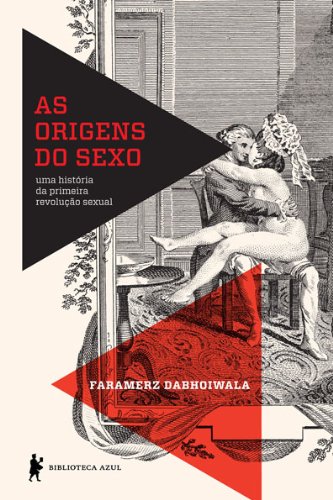 AS
ORIGENS
DO SEXO
uma história
da primeira
revolução sexual
FARAMERZ DABHOIWALA
BIBLIOTECA AZUL